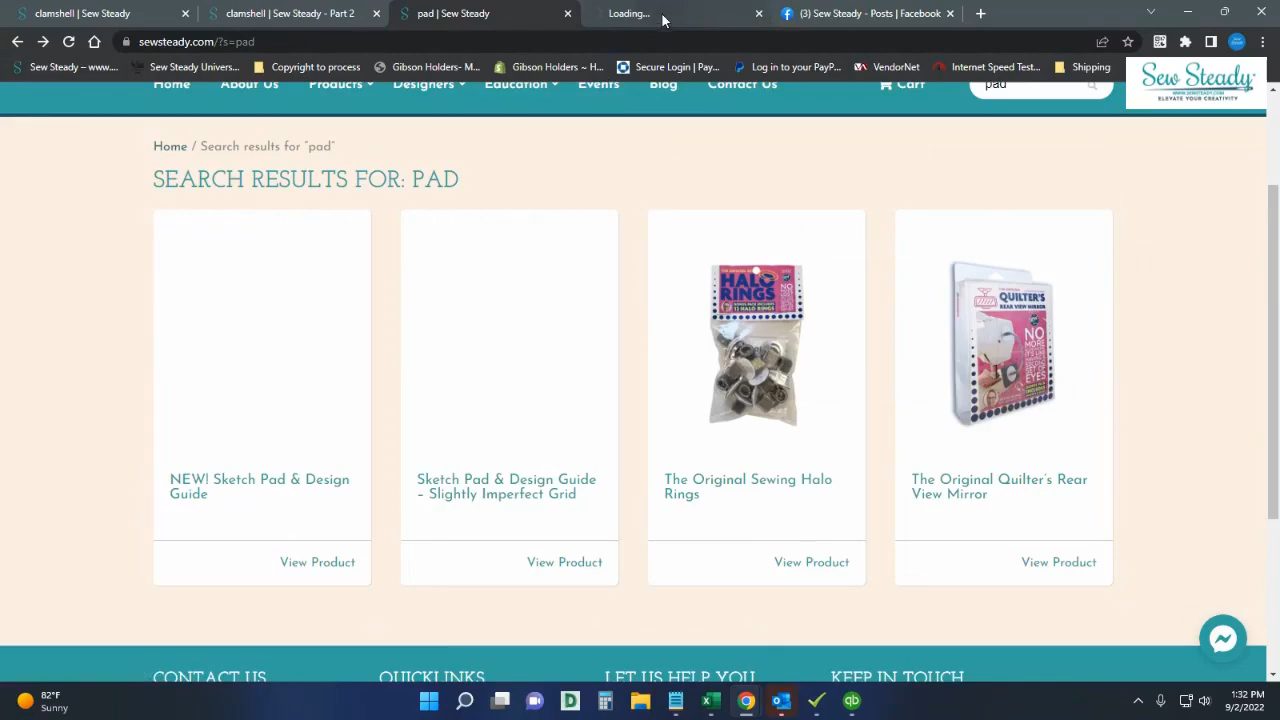 clamshell | Sew Steady
clamshell | Sew Steady - Part 2
pad | Sew Steady
Loading...
(3) Sew Steady - Posts | Facebook
sewsteady.com/?s=pad
Sew Steady – www....
Sew Steady Univers...
Copyright to process
Gibson Holders ~ G...
Gibson Holders ~ H...
Secure Login | Pay...
Log in to your PayP...
VendorNet
Internet Speed Test...
Shipping
Sew Steady
WWW.SEWSTEADY.COM
ELEVATE YOUR CREATIVITY
Home
About Us
Products
Designers
Education
Events
Blog
Contact Us
Cart
pad
Home / Search results for “pad”
SEARCH RESULTS FOR: PAD
HALO
RINGS
QUILTER'S
REAR VIEW MIRROR
NO
MORE
NEW! Sketch Pad & Design
Guide
Sketch Pad & Design Guide
– Slightly Imperfect Grid
The Original Sewing Halo
Rings
The Original Quilter’s Rear
View Mirror
View Product
View Product
View Product
View Product
CONTACT US
QUICKLINKS
LET US HELP YOU
KEEP IN TOUCH
82°F
Sunny
1:32 PM
9/2/2022